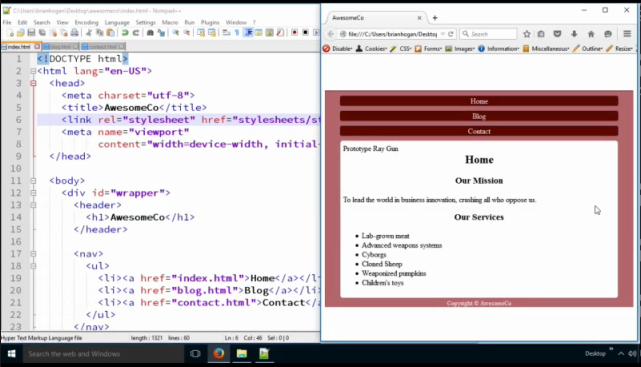 C:\Users\brianhogan\Desktop\awesomeco\index.html - Notepad++
File Edit Search View Encoding Language Settings Macro Run Plugins Window ?
index.html blog.html contact.html
1 <!DOCTYPE html>
2 <html lang="en-US">
3 <head>
4 <meta charset="utf-8">
5 <title>AwesomeCo</title>
6 <link rel="stylesheet" href="stylesheets/st
7 <meta name="viewport"
8 content="width=device-width, initial-
9 </head>
10
11 <body>
12 <div id="wrapper">
13 <header>
14 <h1>AwesomeCo</h1>
15 </header>
16
17 <nav>
18 <ul>
19 <li><a href="index.html">Home</a></l
20 <li><a href="blog.html">Blog</a></li
21 <li><a href="contact.html">Contact</
22 </ul>
23 </nav>
Hyper Text Markup Language file length : 1321 lines : 60 Ln : 6 Col : 46 Sel : 0 | 0
AwesomeCo
file:///C:/Users/brianhogan/Desktop Search
Disable Cookies CSS Forms Images Information Miscellaneous Outline Resize
Home
Blog
Contact
Prototype Ray Gun
Home
Our Mission
To lead the world in business innovation, crushing all who oppose us.
Our Services
Lab-grown meat
Advanced weapons systems
Cyborgs
Cloned Sheep
Weaponized pumpkins
Children's toys
Copyright © AwesomeCo
Search the web and Windows
Desktop